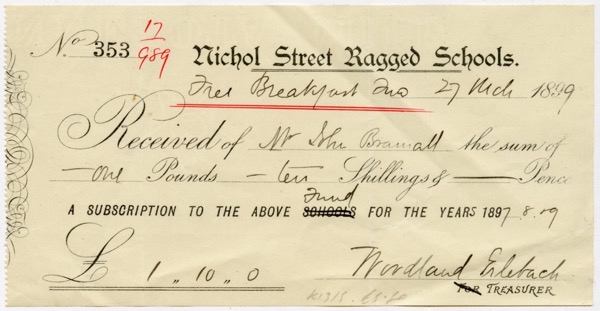 No 353 17/989 Nichol Street Ragged Schools.
Free Breakfast 27 Mch 1899
Received of Mr John Bramall the sum of
— one Pounds — ten Shillings & — Pence
Fund
A SUBSCRIPTION TO THE ABOVE SCHOOLS FOR THE YEARS 1897.8.09
£ 1 ,, 10 ,, 0
Woodland Erlebach
FOR TREASURER